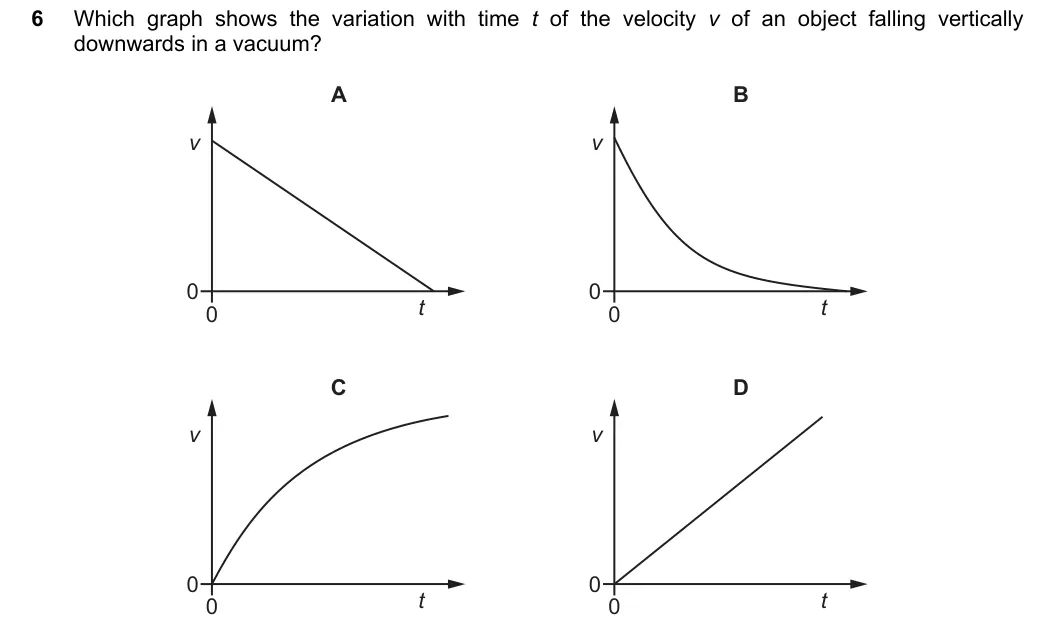 6 Which graph shows the variation with time t of the velocity v of an object falling vertically
downwards in a vacuum?
A
v
0
0
t
B
v
0
0
t
C
v
0
0
t
D
v
0
0
t